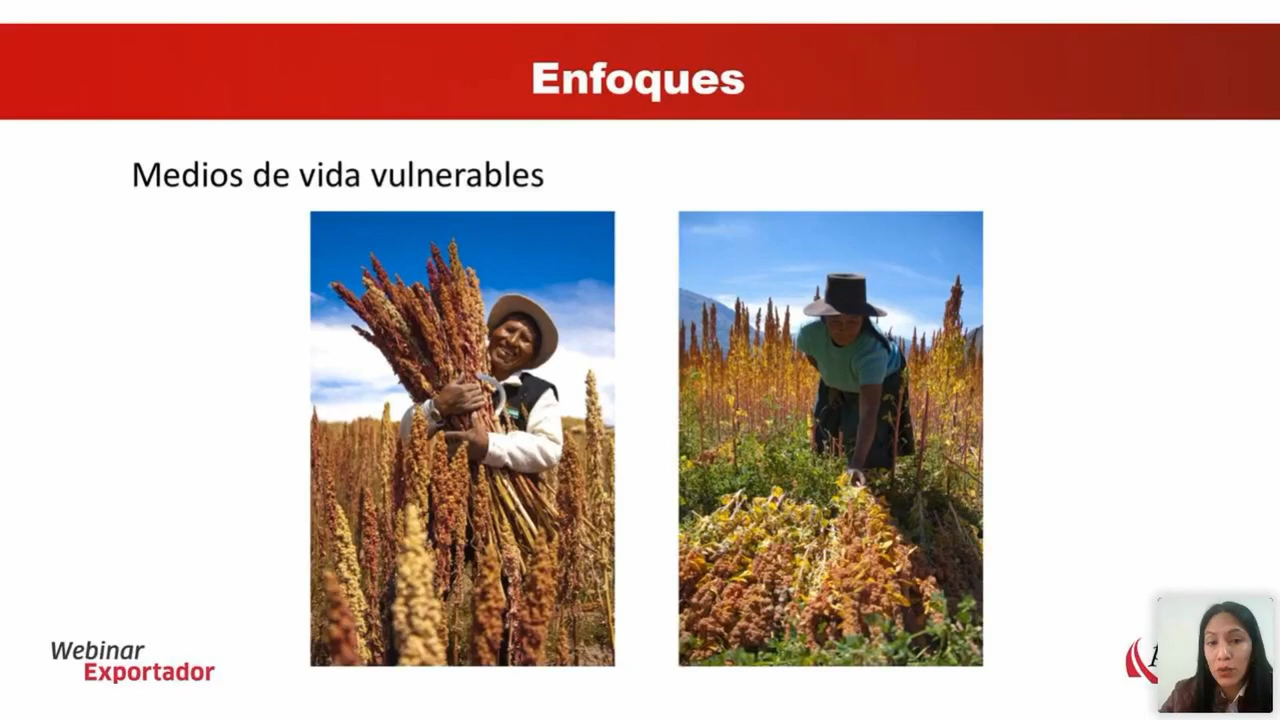 Enfoques
Medios de vida vulnerables
Webinar
Exportador